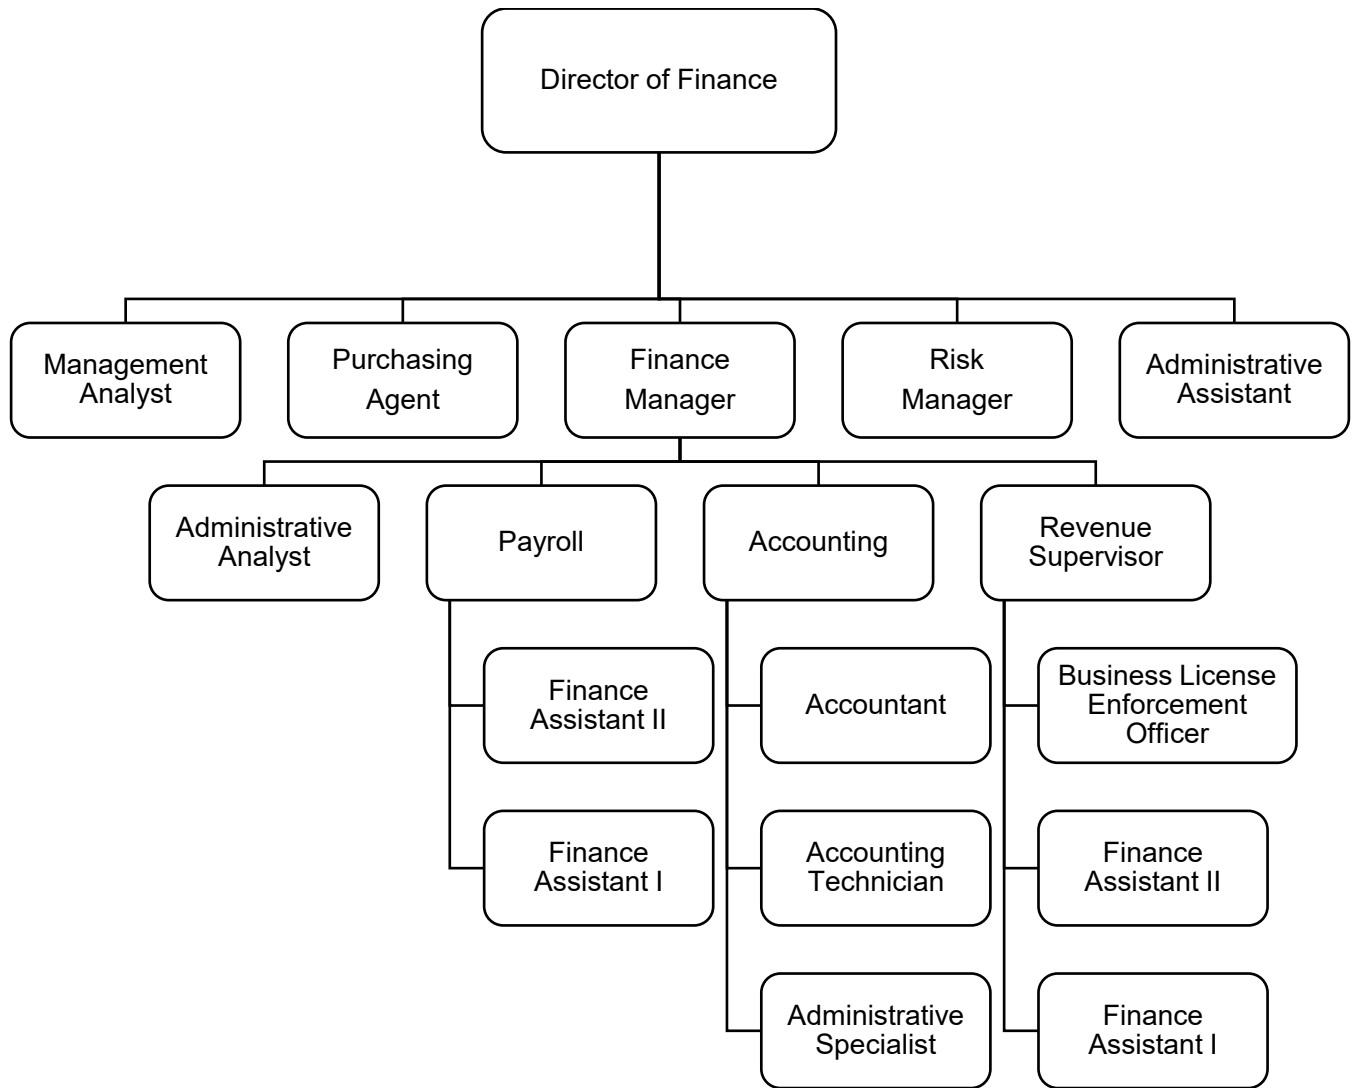 Director of Finance
Management
Analyst
Purchasing
Agent
Finance
Manager
Risk
Manager
Administrative
Assistant
Administrative
Analyst
Payroll
Accounting
Revenue
Supervisor
Finance
Assistant II
Accountant
Business License
Enforcement
Officer
Finance
Assistant I
Accounting
Technician
Finance
Assistant II
Administrative
Specialist
Finance
Assistant I